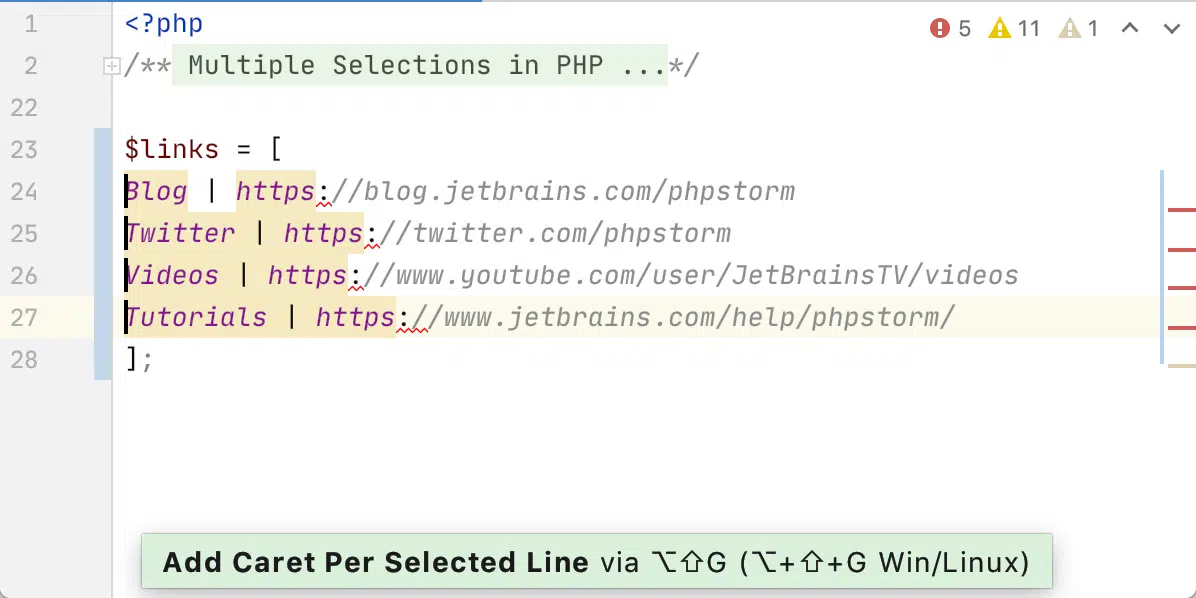 1 <?php 5 11 1
2 /** Multiple Selections in PHP ...*/
22
23 $links = [
24 Blog | https://blog.jetbrains.com/phpstorm
25 Twitter | https://twitter.com/phpstorm
26 Videos | https://www.youtube.com/user/JetBrainsTV/videos
27 Tutorials | https://www.jetbrains.com/help/phpstorm/
28 ];
Add Caret Per Selected Line via ⌥⇧G (⌥+⇧+G Win/Linux)